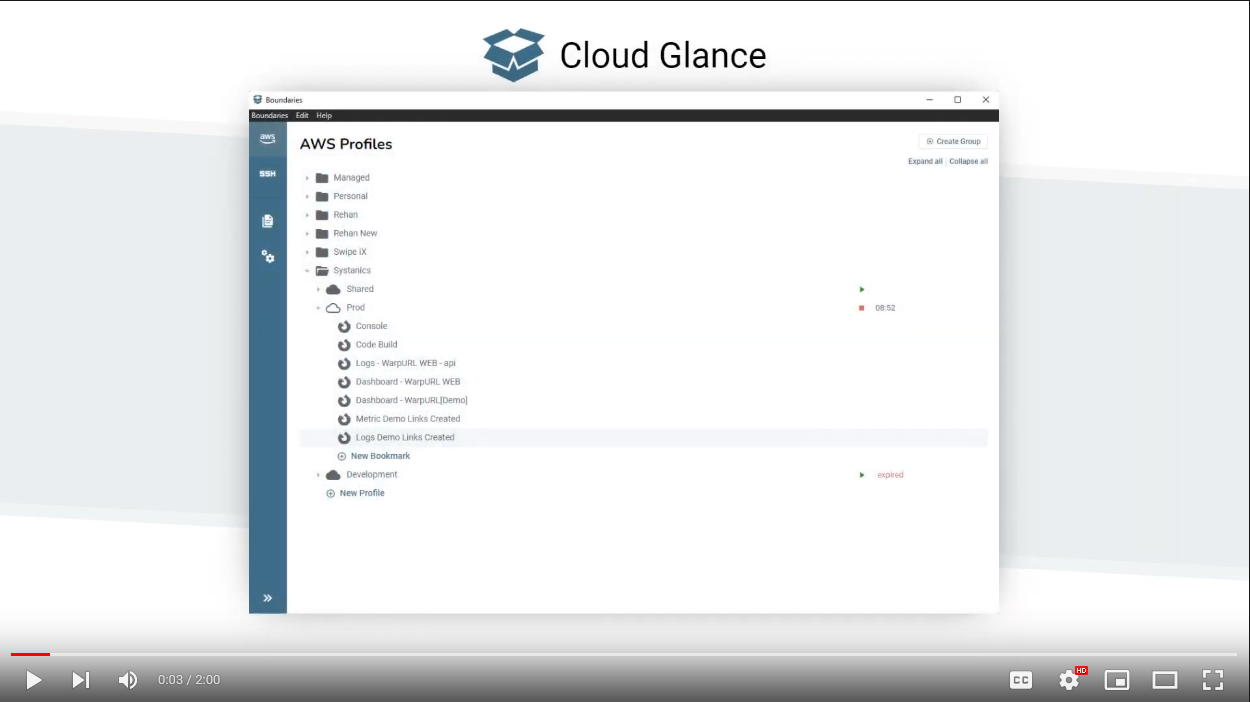 Cloud Glance
Boundaries
Boundaries Edit Help
aws
AWS Profiles
Create Group
Expand all | Collapse all
SSH
Managed
Personal
Rehan
Rehan New
Swipe iX
Systanics
Shared
Prod 08:52
Console
Code Build
Logs - WarpURL WEB - api
Dashboard - WarpURL WEB
Dashboard - WarpURL[Demo]
Metric Demo Links Created
Logs Demo Links Created
New Bookmark
Development expired
New Profile
0:03 / 2:00
CC
HD